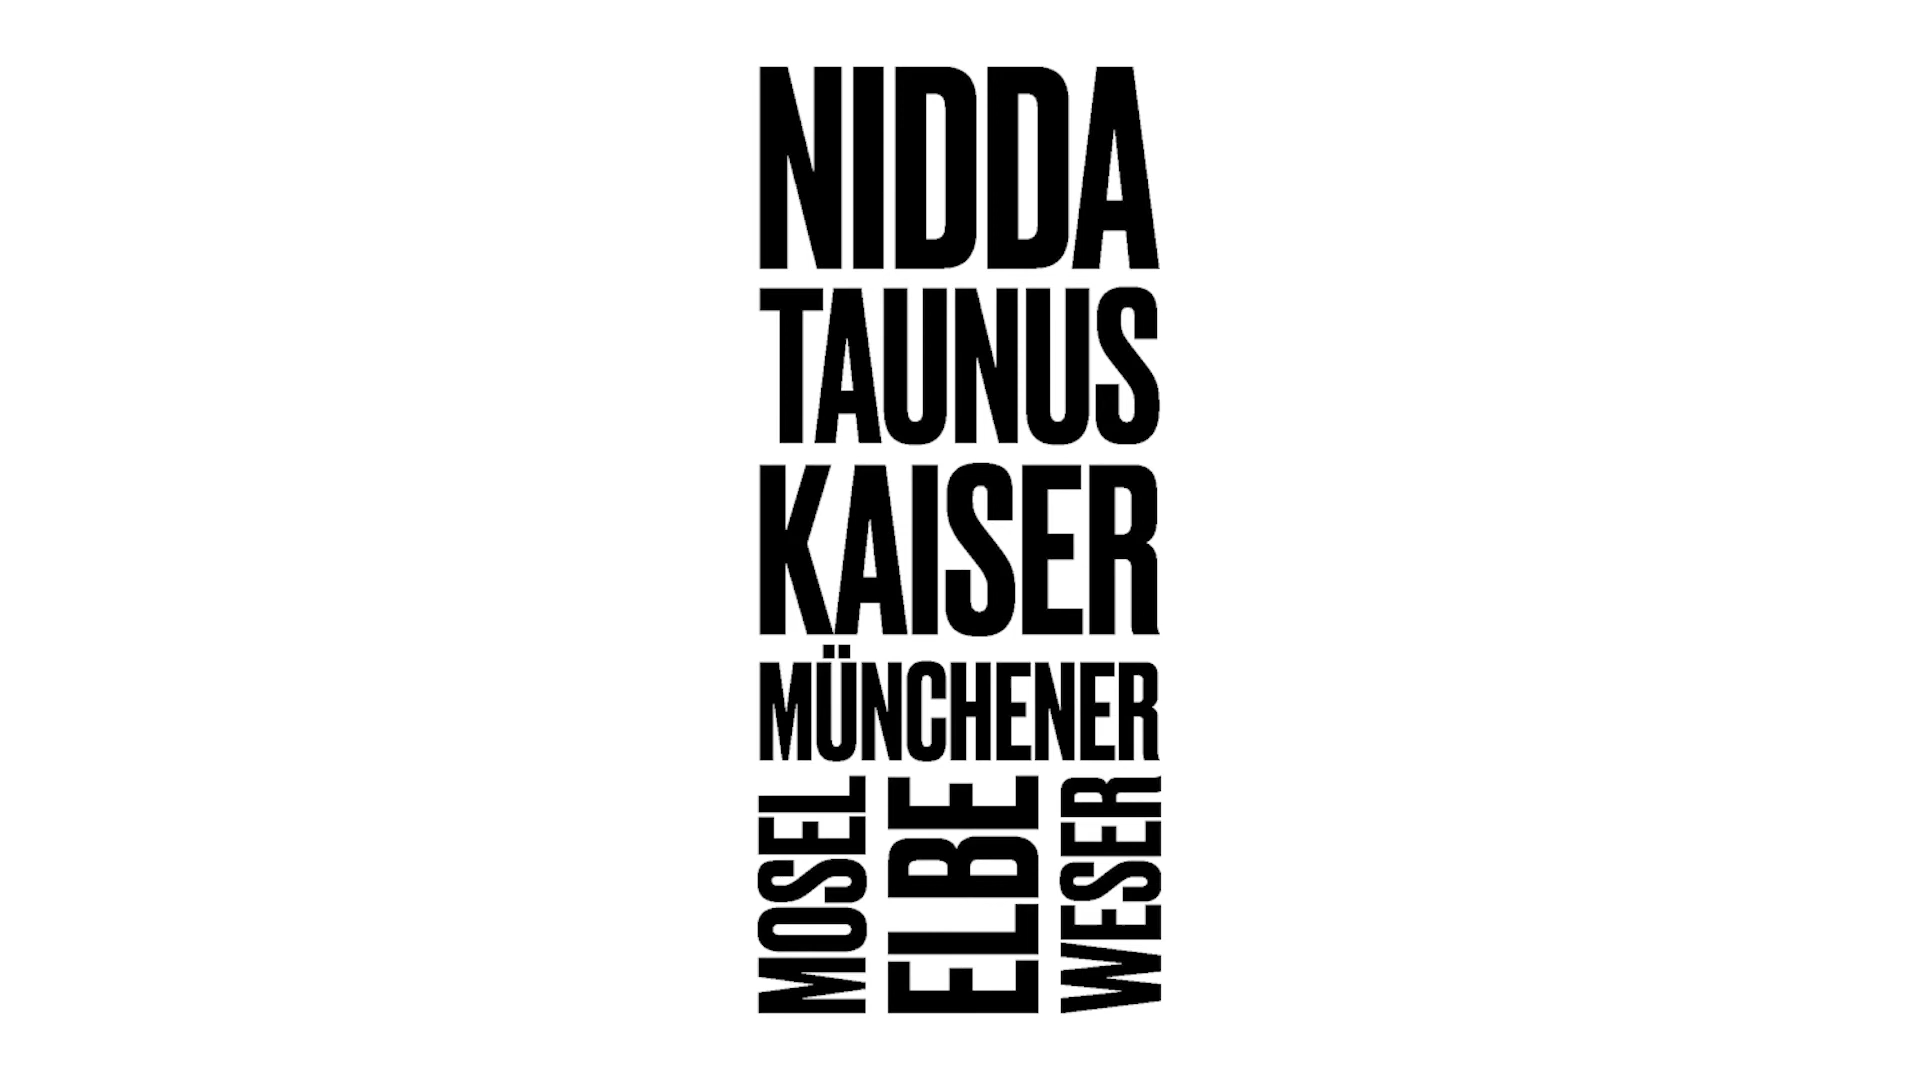 NIDDA
TAUNUS
KAISER
MÜNCHENER
MOSEL
ELBE
WESER